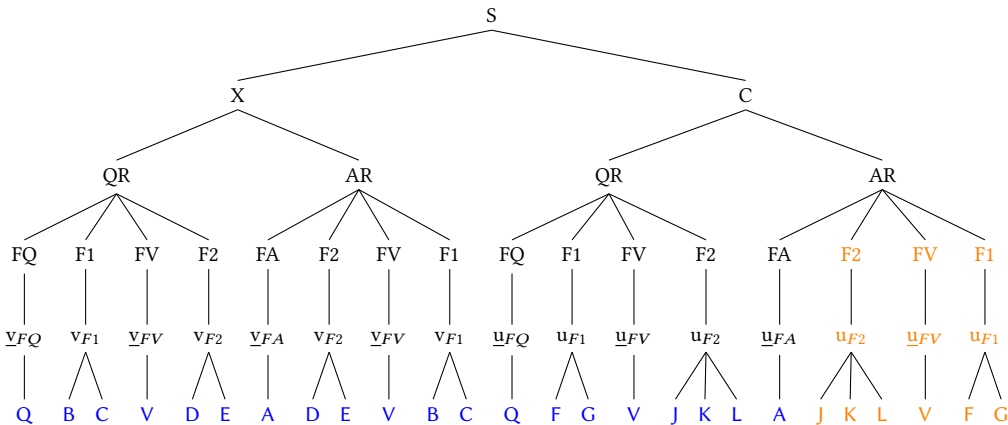 S
X C
QR AR QR AR
FQ F1 FV F2 FA F2 FV F1 FQ F1 FV F2 FA F2 FV F1
v_FQ v_F1 v_FV v_F2 v_FA v_F2 v_FV v_F1 u_FQ u_F1 u_FV u_F2 u_FA u_F2 u_FV u_F1
Q B C V D E A D E V B C Q F G V J K L A J K L V F G